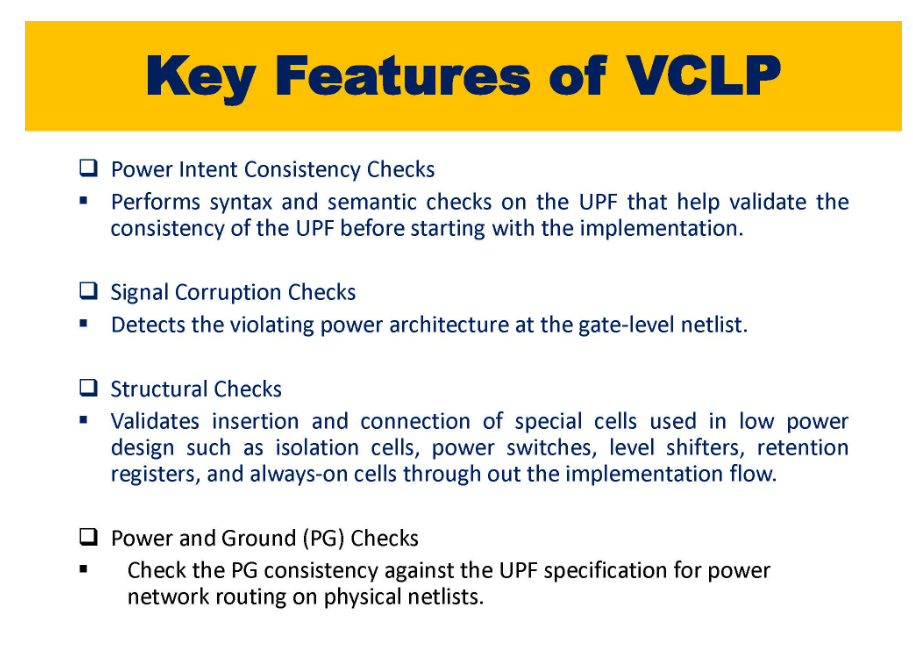 Key Features of VCLP
❑ Power Intent Consistency Checks
▪ Performs syntax and semantic checks on the UPF that help validate the
consistency of the UPF before starting with the implementation.
❑ Signal Corruption Checks
▪ Detects the violating power architecture at the gate-level netlist.
❑ Structural Checks
▪ Validates insertion and connection of special cells used in low power
design such as isolation cells, power switches, level shifters, retention
registers, and always-on cells through out the implementation flow.
❑ Power and Ground (PG) Checks
▪ Check the PG consistency against the UPF specification for power
network routing on physical netlists.